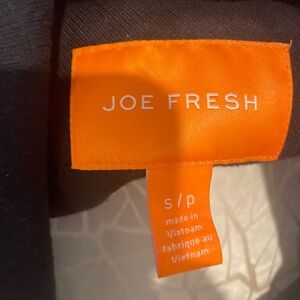 JOE FRESH
s/p
made in
Vietnam
fabriqué au
Vietnam